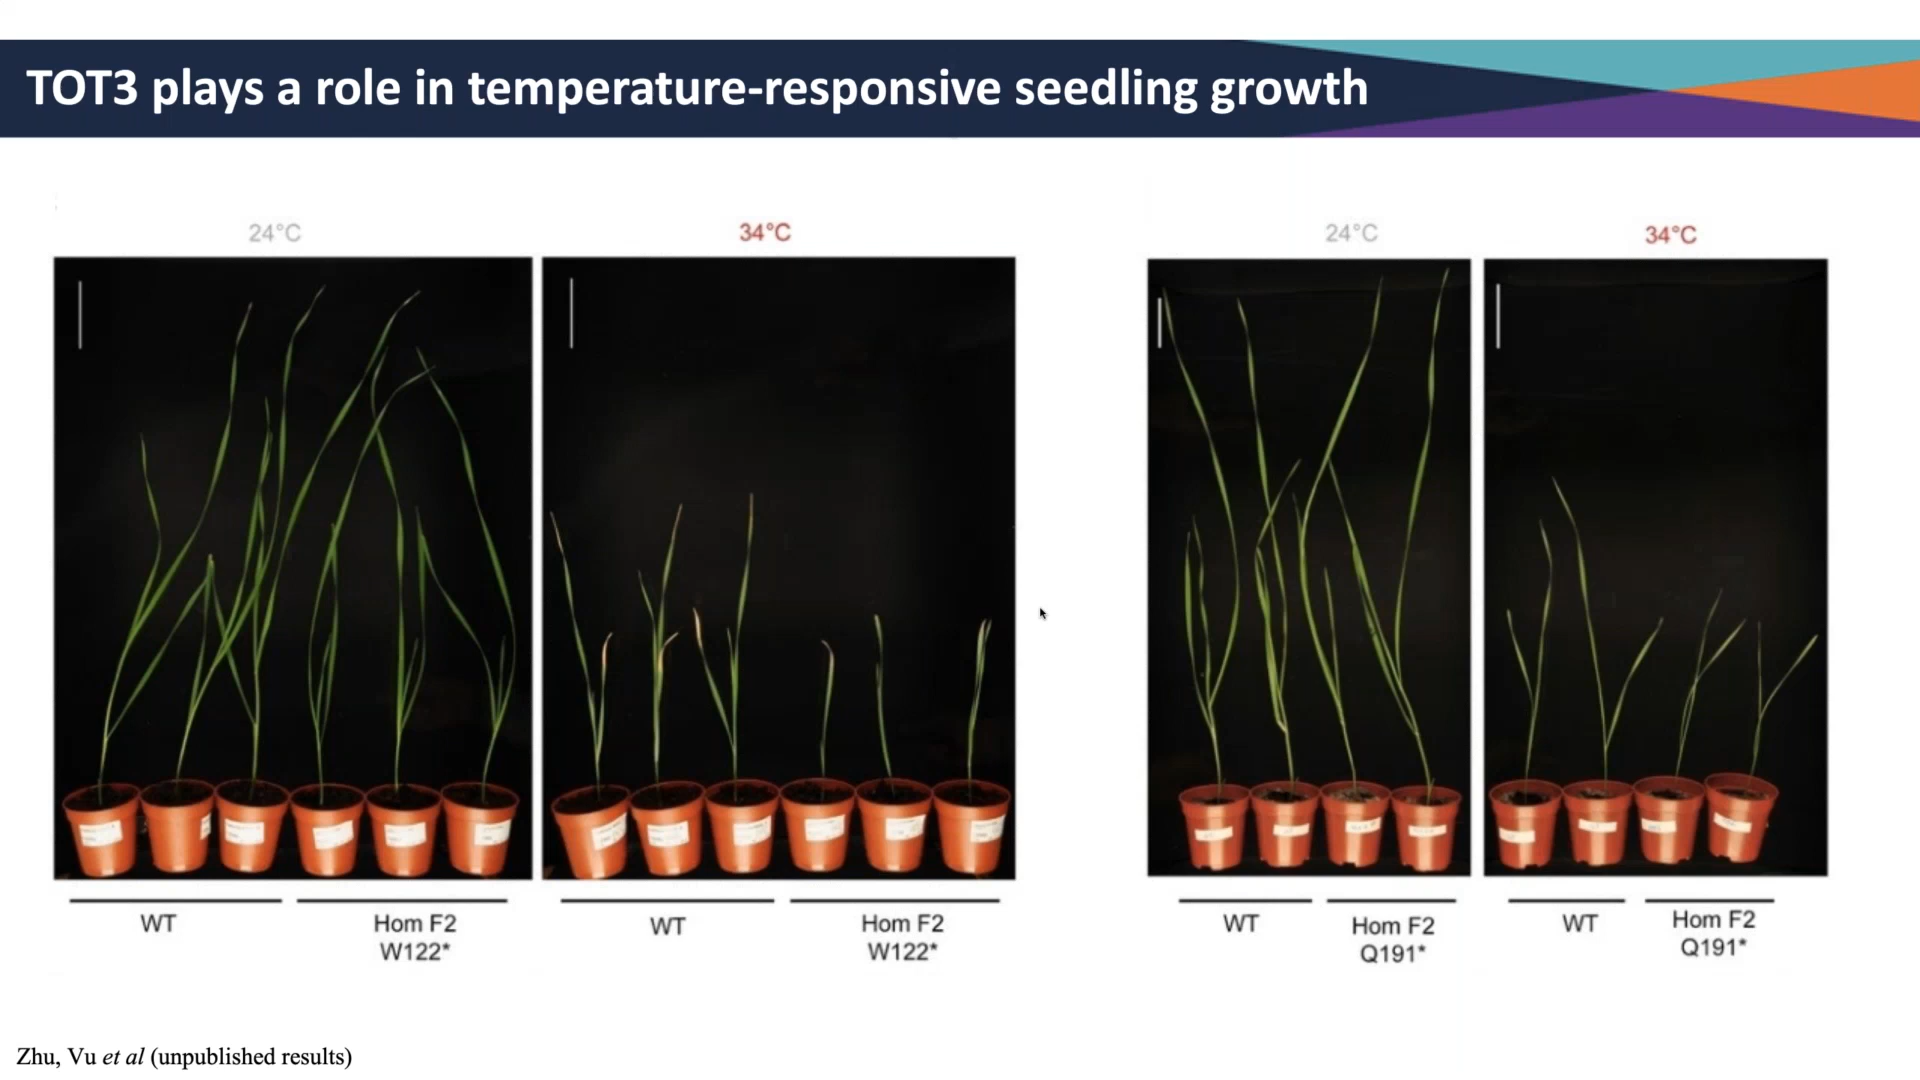 TOT3 plays a role in temperature-responsive seedling growth
24°C
34°C
24°C
34°C
WT
Hom F2
W122*
WT
Hom F2
W122*
WT
Hom F2
Q191*
WT
Hom F2
Q191*
Zhu, Vu et al (unpublished results)